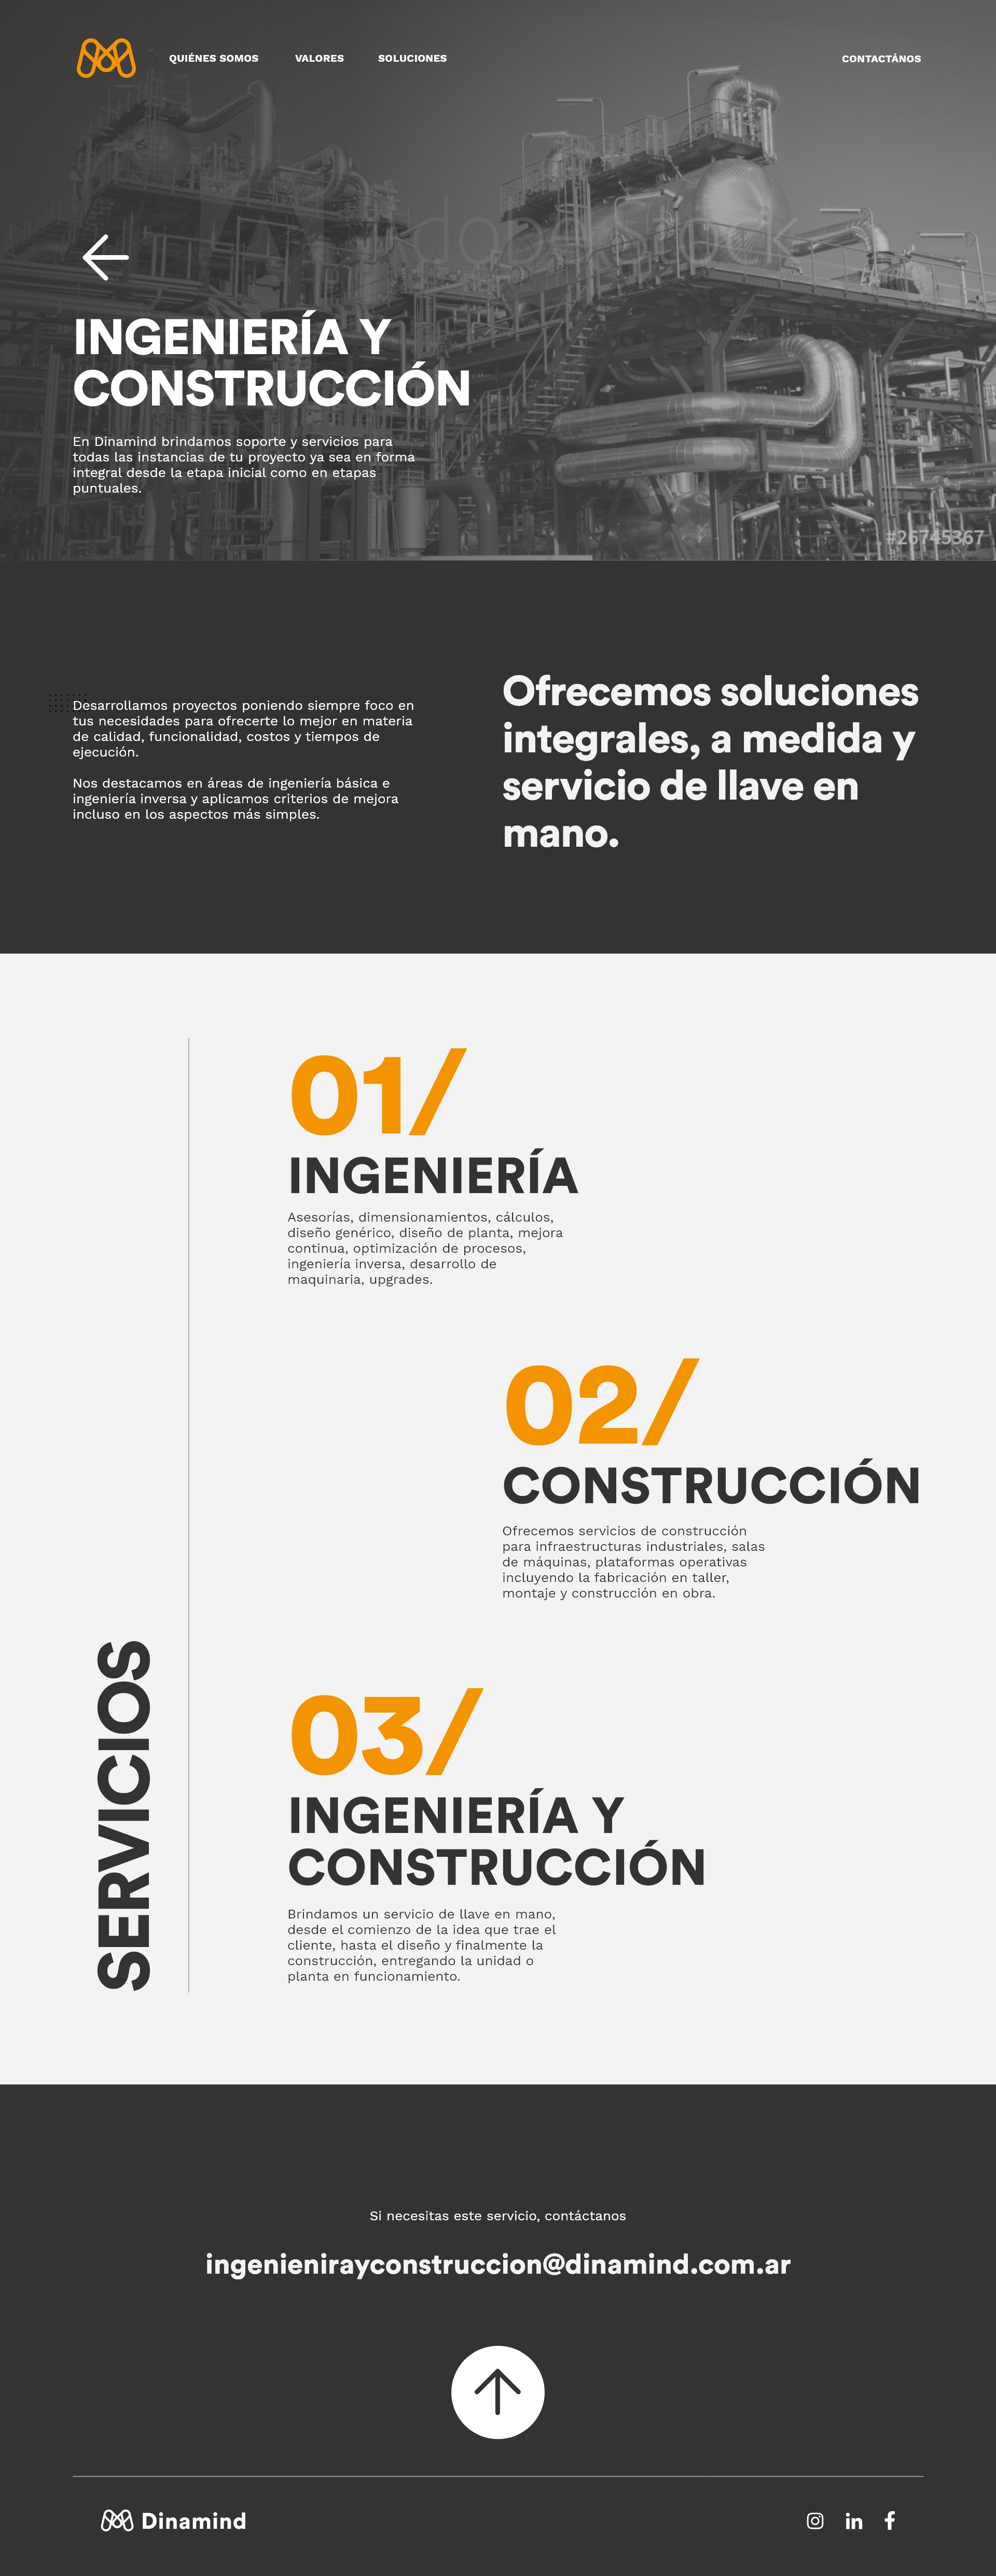 QUIÉNES SOMOS
VALORES
SOLUCIONES
CONTACTÁNOS
INGENIERÍA Y
CONSTRUCCIÓN
En Dinamind brindamos soporte y servicios para
todas las instancias de tu proyecto ya sea en forma
integral desde la etapa inicial como en etapas
puntuales.
#26745367
Desarrollamos proyectos poniendo siempre foco en
tus necesidades para ofrecerte lo mejor en materia
de calidad, funcionalidad, costos y tiempos de
ejecución.
Nos destacamos en áreas de ingeniería básica e
ingeniería inversa y aplicamos criterios de mejora
incluso en los aspectos más simples.
Ofrecemos soluciones
integrales, a medida y
servicio de llave en
mano.
SERVICIOS
01/
INGENIERÍA
Asesorías, dimensionamientos, cálculos,
diseño genérico, diseño de planta, mejora
continua, optimización de procesos,
ingeniería inversa, desarrollo de
maquinaria, upgrades.
02/
CONSTRUCCIÓN
Ofrecemos servicios de construcción
para infraestructuras industriales, salas
de máquinas, plataformas operativas
incluyendo la fabricación en taller,
montaje y construcción en obra.
03/
INGENIERÍA Y
CONSTRUCCIÓN
Brindamos un servicio de llave en mano,
desde el comienzo de la idea que trae el
cliente, hasta el diseño y finalmente la
construcción, entregando la unidad o
planta en funcionamiento.
Si necesitas este servicio, contáctanos
ingenienirayconstruccion@dinamind.com.ar
Dinamind